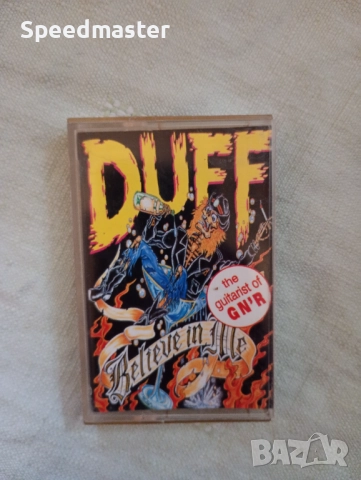 Speedmaster
DUFF
the
guitarist of
GN'R
Believe in Me
BAZAR